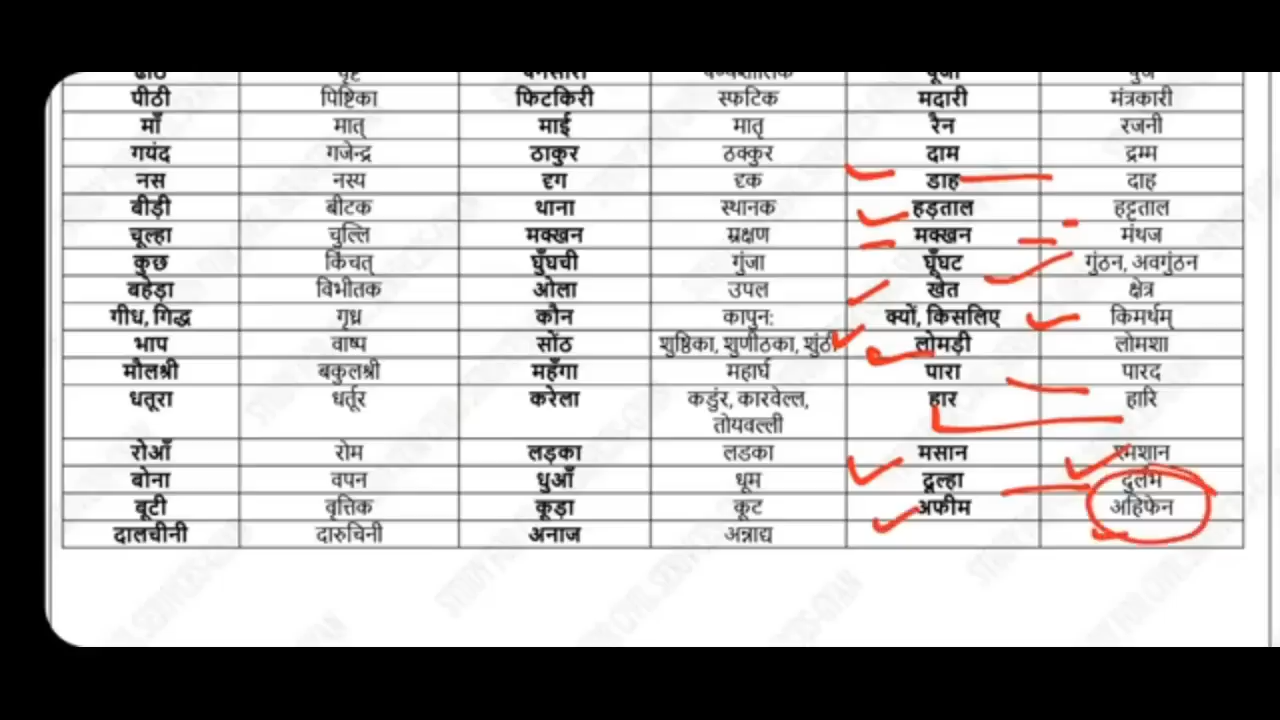 पीठी पिष्टिका फिटकिरी स्फटिक मदारी मंत्रकारी
माँ मातृ माई मातृ रैन रजनी
गयंद गजेन्द्र ठाकुर ठक्कुर दाम द्रम्म
नस नस्य दृग दृक डाह दाह
बीड़ी बीटक थाना स्थानक हड़ताल हट्टताल
चूल्हा चुल्लि मक्खन म्रक्षण मक्खन मंथज
कुछ किंचत् घुँघची गुंजा घूँघट गुंठन, अवगुंठन
बहेड़ा विभीतक ओला उपल खेत क्षेत्र
गीध, गिद्ध गृध्र कौन कापुन: क्यों, किसलिए किमर्थम्
भाप वाष्प सोंठ शुष्ठिका, शुणीठका, शुंठी लोमड़ी लोमशा
मौलश्री बकुलश्री महँगा महार्घ पारा पारद
धतूरा धर्तूर करेला कडुंर, कारवेल्ल, हार हारि
तोयवल्ली
रोआँ रोम लड़का लडका मसान श्मशान
बोना वपन धुआँ धूम दूल्हा दुर्लभ
बूटी वृत्तिक कूड़ा कूट अफीम अहिफेन
दालचीनी दारुचिनी अनाज अन्नाद्य